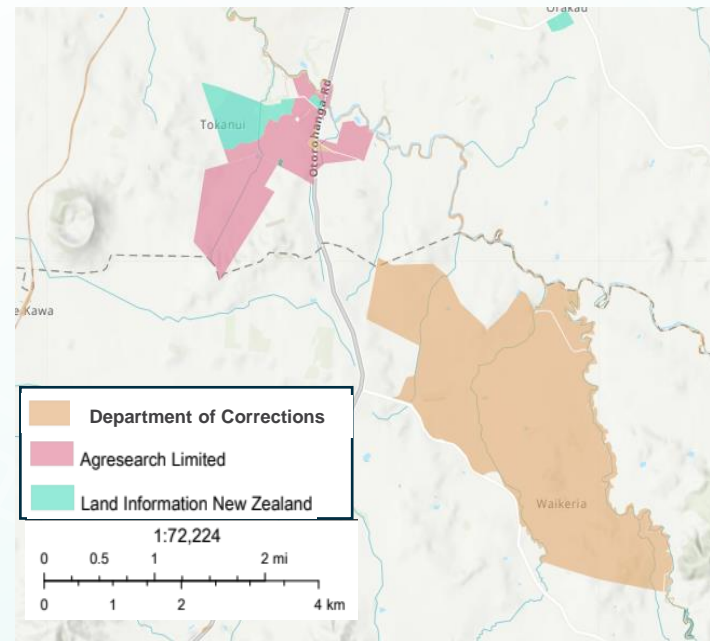 Orakau
Tokanui
Otorohanga Rd
e Kawa
Department of Corrections
Agresearch Limited
Land Information New Zealand
Waikeria
1:72,224
0 0.5 1 2 mi
0 1 2 4 km